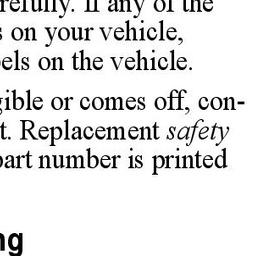 refully. If any of the
s on your vehicle,
els on the vehicle.
gible or comes off, con-
t. Replacement safety
part number is printed
ng